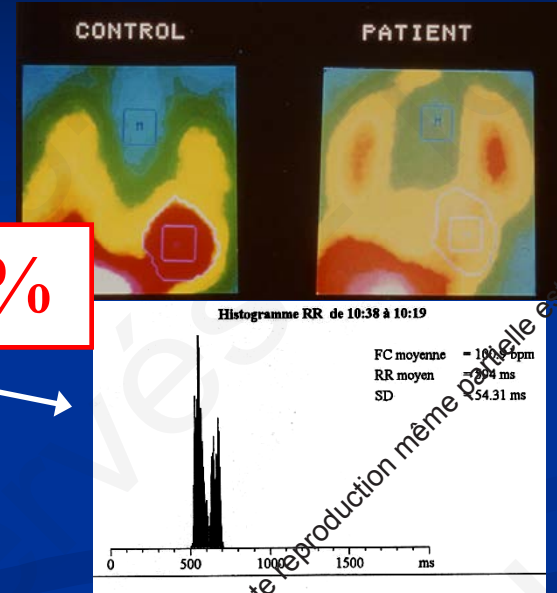 CONTROL PATIENT
M M
%
Histogramme RR de 10:38 à 10:19
FC moyenne = 100.9 bpm
RR moyen = 594 ms
SD = 54.31 ms
0 500 1000 1500 ms
reproduction même partielle